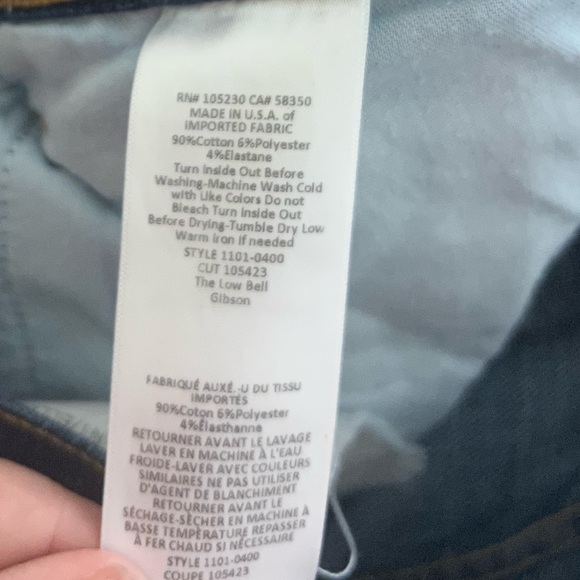 RN# 105230 CA# 58350
MADE IN U.S.A. of
IMPORTED FABRIC
90%Cotton 6%Polyester
4%Elastane
Turn Inside Out Before
Washing-Machine Wash Cold
with Like Colors Do not
Bleach Turn Inside Out
Before Drying-Tumble Dry Low
Warm Iron if needed
STYLE 1101-0400
CUT 105423
The Low Bell
Gibson
FABRIQUÉ AUXÉ.-U DU TISSU
IMPORTÉS
90%Coton 6%Polyester
4%Élasthanne
RETOURNER AVANT LE LAVAGE
LAVER EN MACHINE À L'EAU
FROIDE-LAVER AVEC COULEURS
SIMILAIRES NE PAS UTILISER
D'AGENT DE BLANCHIMENT
RETOURNER AVANT LE
SÉCHAGE-SÈCHER EN MACHINE À
BASSE TEMPÈRATURE REPASSER
À FER CHAUD SI NÉCESSAIRE
STYLE 1101-0400
COUPE 105423